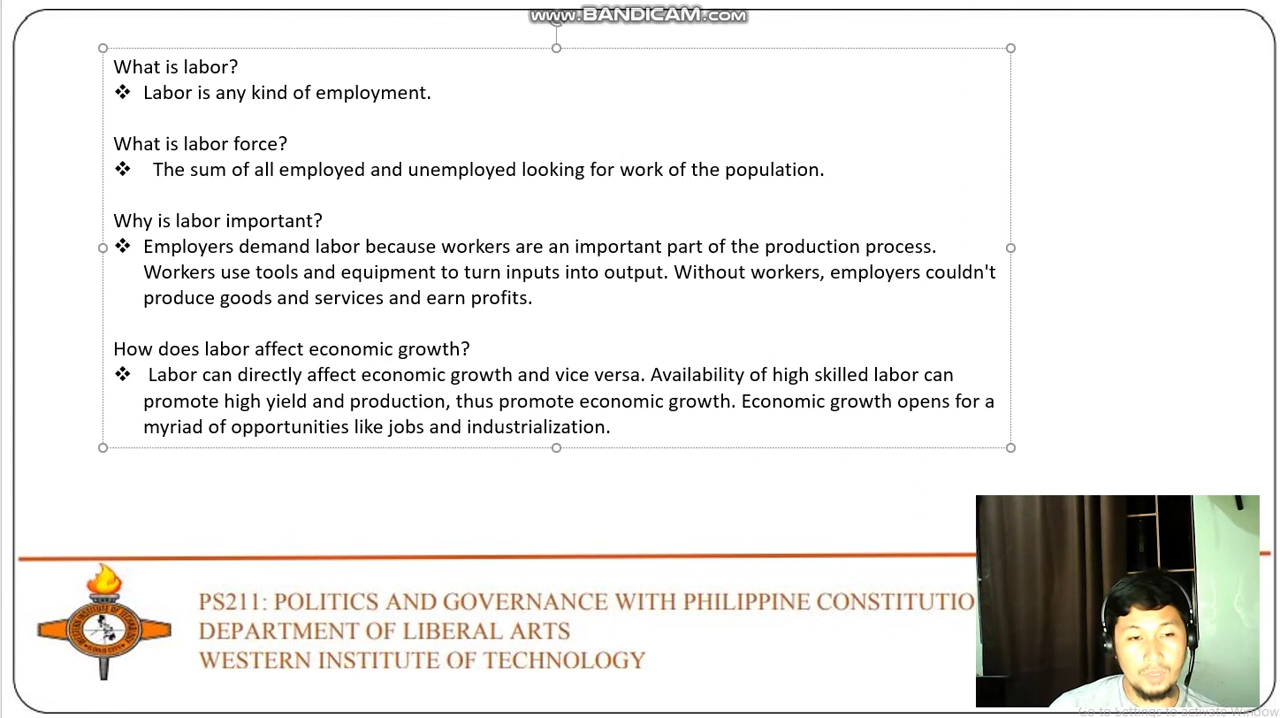 www.BANDICAM.com
What is labor?
❖ Labor is any kind of employment.
What is labor force?
❖ The sum of all employed and unemployed looking for work of the population.
Why is labor important?
❖ Employers demand labor because workers are an important part of the production process.
Workers use tools and equipment to turn inputs into output. Without workers, employers couldn't
produce goods and services and earn profits.
How does labor affect economic growth?
❖ Labor can directly affect economic growth and vice versa. Availability of high skilled labor can
promote high yield and production, thus promote economic growth. Economic growth opens for a
myriad of opportunities like jobs and industrialization.
PS211: POLITICS AND GOVERNANCE WITH PHILIPPINE CONSTITUTIO
DEPARTMENT OF LIBERAL ARTS
WESTERN INSTITUTE OF TECHNOLOGY
Go to Settings to activate Window